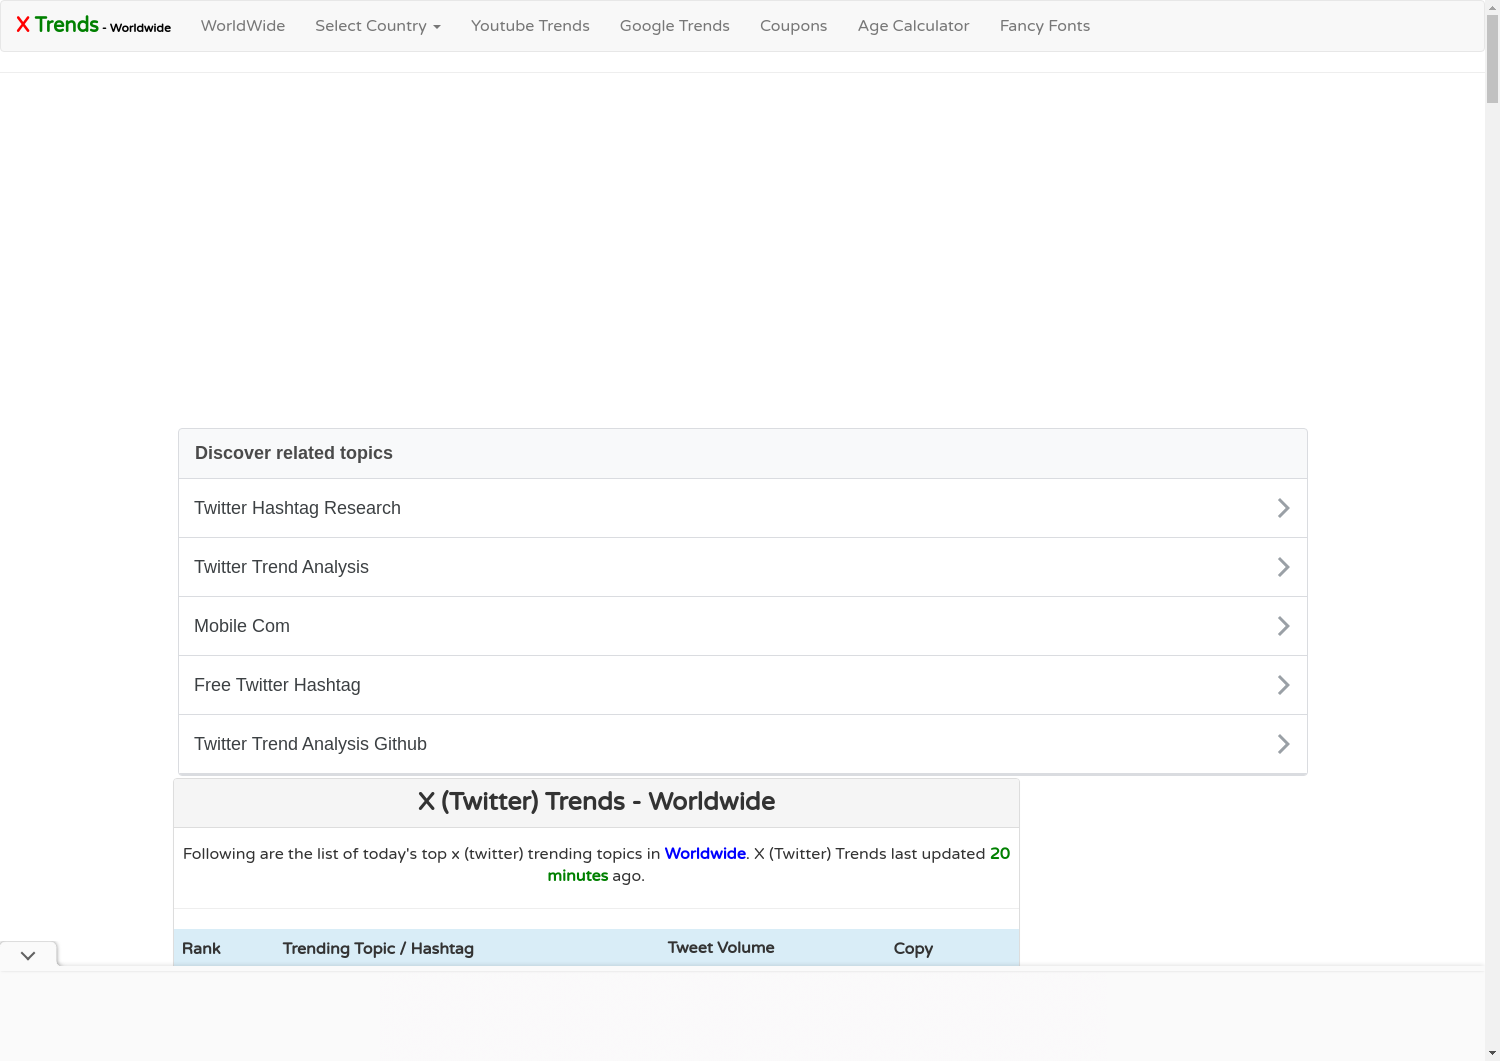 X Trends - Worldwide WorldWide Select Country Youtube Trends Google Trends Coupons Age Calculator Fancy Fonts
Discover related topics
Twitter Hashtag Research
Twitter Trend Analysis
Mobile Com
Free Twitter Hashtag
Twitter Trend Analysis Github
X (Twitter) Trends - Worldwide
Following are the list of today's top x (twitter) trending topics in Worldwide. X (Twitter) Trends last updated 20
minutes ago.
Rank Trending Topic / Hashtag Tweet Volume Copy